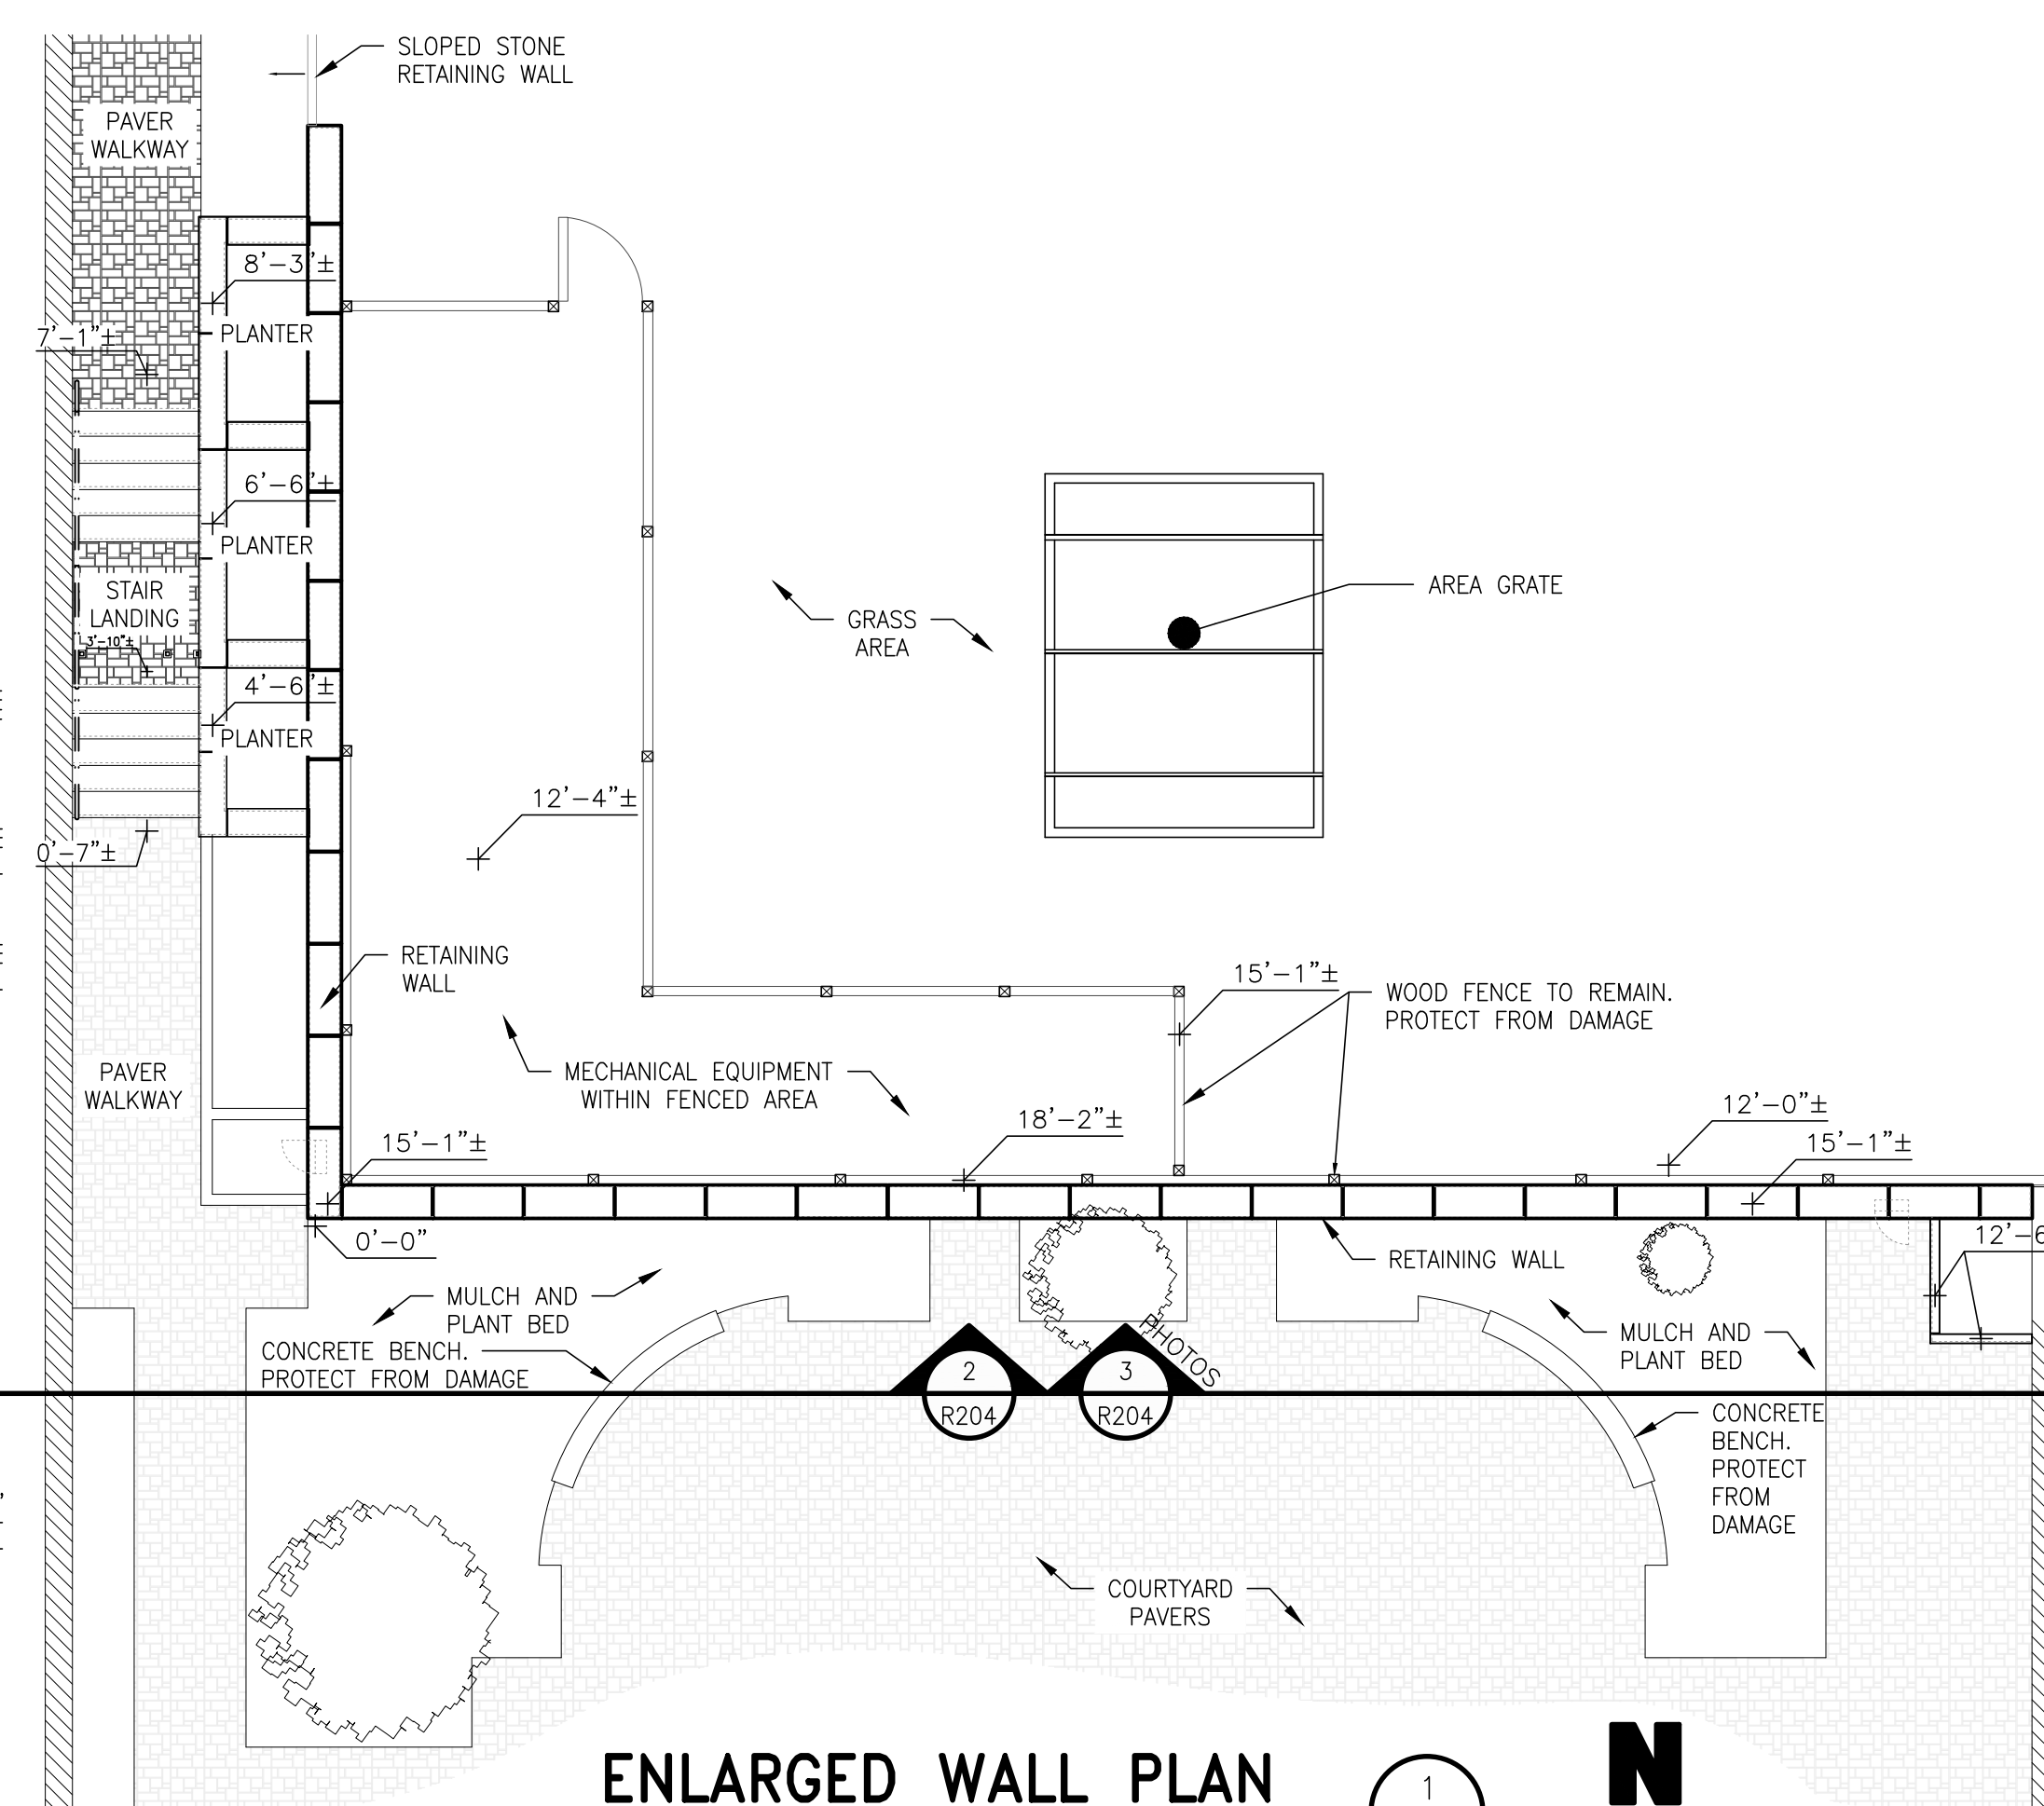 SLOPED STONE
RETAINING WALL
PAVER
WALKWAY
8'-3"±
PLANTER
7'-1"±
6'-6"±
PLANTER
STAIR
LANDING
3'-10"±
4'-6"±
PLANTER
0'-7"±
12'-4"±
GRASS
AREA
AREA GRATE
RETAINING
WALL
15'-1"±
WOOD FENCE TO REMAIN.
PROTECT FROM DAMAGE
PAVER
WALKWAY
MECHANICAL EQUIPMENT
WITHIN FENCED AREA
18'-2"±
12'-0"±
15'-1"±
15'-1"±
0'-0"
12'-6
RETAINING WALL
MULCH AND
PLANT BED
CONCRETE BENCH.
PROTECT FROM DAMAGE
MULCH AND
PLANT BED
PHOTOS
2
R204
3
R204
CONCRETE
BENCH.
PROTECT
FROM
DAMAGE
COURTYARD
PAVERS
ENLARGED WALL PLAN
1
N